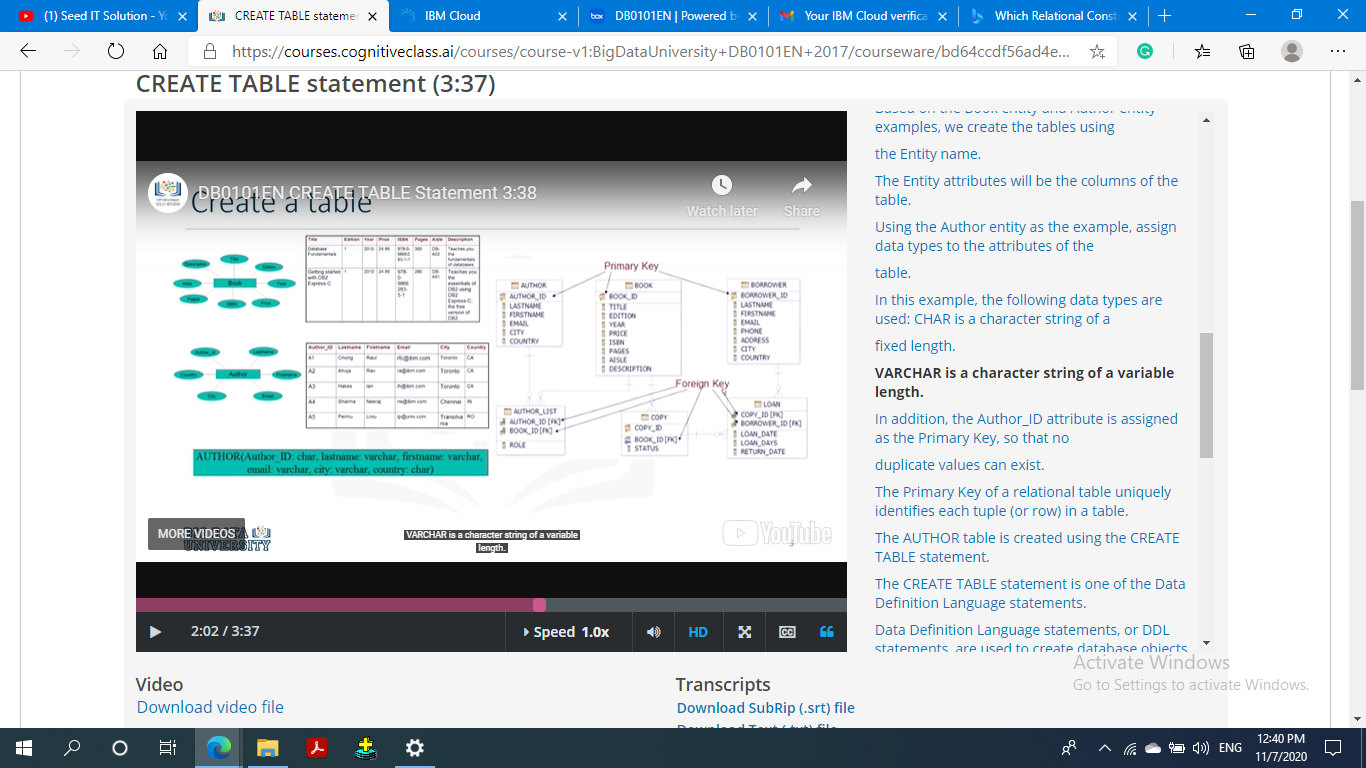 (1) Seed IT Solution - Yo
CREATE TABLE statemen
IBM Cloud
DB0101EN | Powered b
Your IBM Cloud verifica
Which Relational Const
https://courses.cognitiveclass.ai/courses/course-v1:BigDataUniversity+DB0101EN+2017/courseware/bd64ccdf56ad4e...
CREATE TABLE statement (3:37)
DB0101EN CREATE TABLE Statement 3:38
Create a table
Watch later
Share
Description
Title
Edition
Year
Price
Pages
Book
Title Edition Year Price ISBN Pages Aisle Description
Database Fundamentals 1 2010 24.99 300 Teaches you the fundamentals of databases
Getting started with DB2 Express-C 1 2010 24.99 280 Teaches you the essentials of DB2 using DB2 Express-C, the free version of DB2
Author_ID
Lastname
Country
Author
Firstname
City
Email
Author_ID Lastname Firstname Email City Country
A1 Chong Raul rfc@ibm.com Toronto CA
A2 Ahuja Rav ra@ibm.com Toronto CA
A3 Hakes Ian ih@ibm.com Toronto CA
A4 Sharma Neeraj ns@ibm.com Chennai IN
A5 Perniu Liviu lp@univ.com Transilvania RO
AUTHOR(Author_ID: char, lastname: varchar, firstname: varchar,
email: varchar, city: varchar, country: char)
Primary Key
AUTHOR
AUTHOR_ID
LASTNAME
FIRSTNAME
EMAIL
CITY
COUNTRY
BOOK
BOOK_ID
TITLE
EDITION
YEAR
PRICE
ISBN
PAGES
AISLE
DESCRIPTION
BORROWER
BORROWER_ID
LASTNAME
FIRSTNAME
EMAIL
PHONE
ADDRESS
CITY
COUNTRY
Foreign Key
AUTHOR_LIST
AUTHOR_ID [FK]
BOOK_ID [FK]
ROLE
COPY
COPY_ID
BOOK_ID [FK]
STATUS
LOAN
COPY_ID [FK]
BORROWER_ID [FK]
LOAN_DATE
LOAN_DAYS
RETURN_DATE
MORE VIDEOS
BIG DATA
UNIVERSITY
VARCHAR is a character string of a variable
length.
YouTube
2:02 / 3:37
Speed 1.0x
HD
CC
Based on the Book entity and Author entity
examples, we create the tables using
the Entity name.
The Entity attributes will be the columns of the
table.
Using the Author entity as the example, assign
data types to the attributes of the
table.
In this example, the following data types are
used: CHAR is a character string of a
fixed length.
VARCHAR is a character string of a variable
length.
In addition, the Author_ID attribute is assigned
as the Primary Key, so that no
duplicate values can exist.
The Primary Key of a relational table uniquely
identifies each tuple (or row) in a table.
The AUTHOR table is created using the CREATE
TABLE statement.
The CREATE TABLE statement is one of the Data
Definition Language statements.
Data Definition Language statements, or DDL
statements, are used to create database objects
Activate Windows
Go to Settings to activate Windows.
Video
Download video file
Transcripts
Download SubRip (.srt) file
Download Text (.txt) file
ENG
12:40 PM
11/7/2020